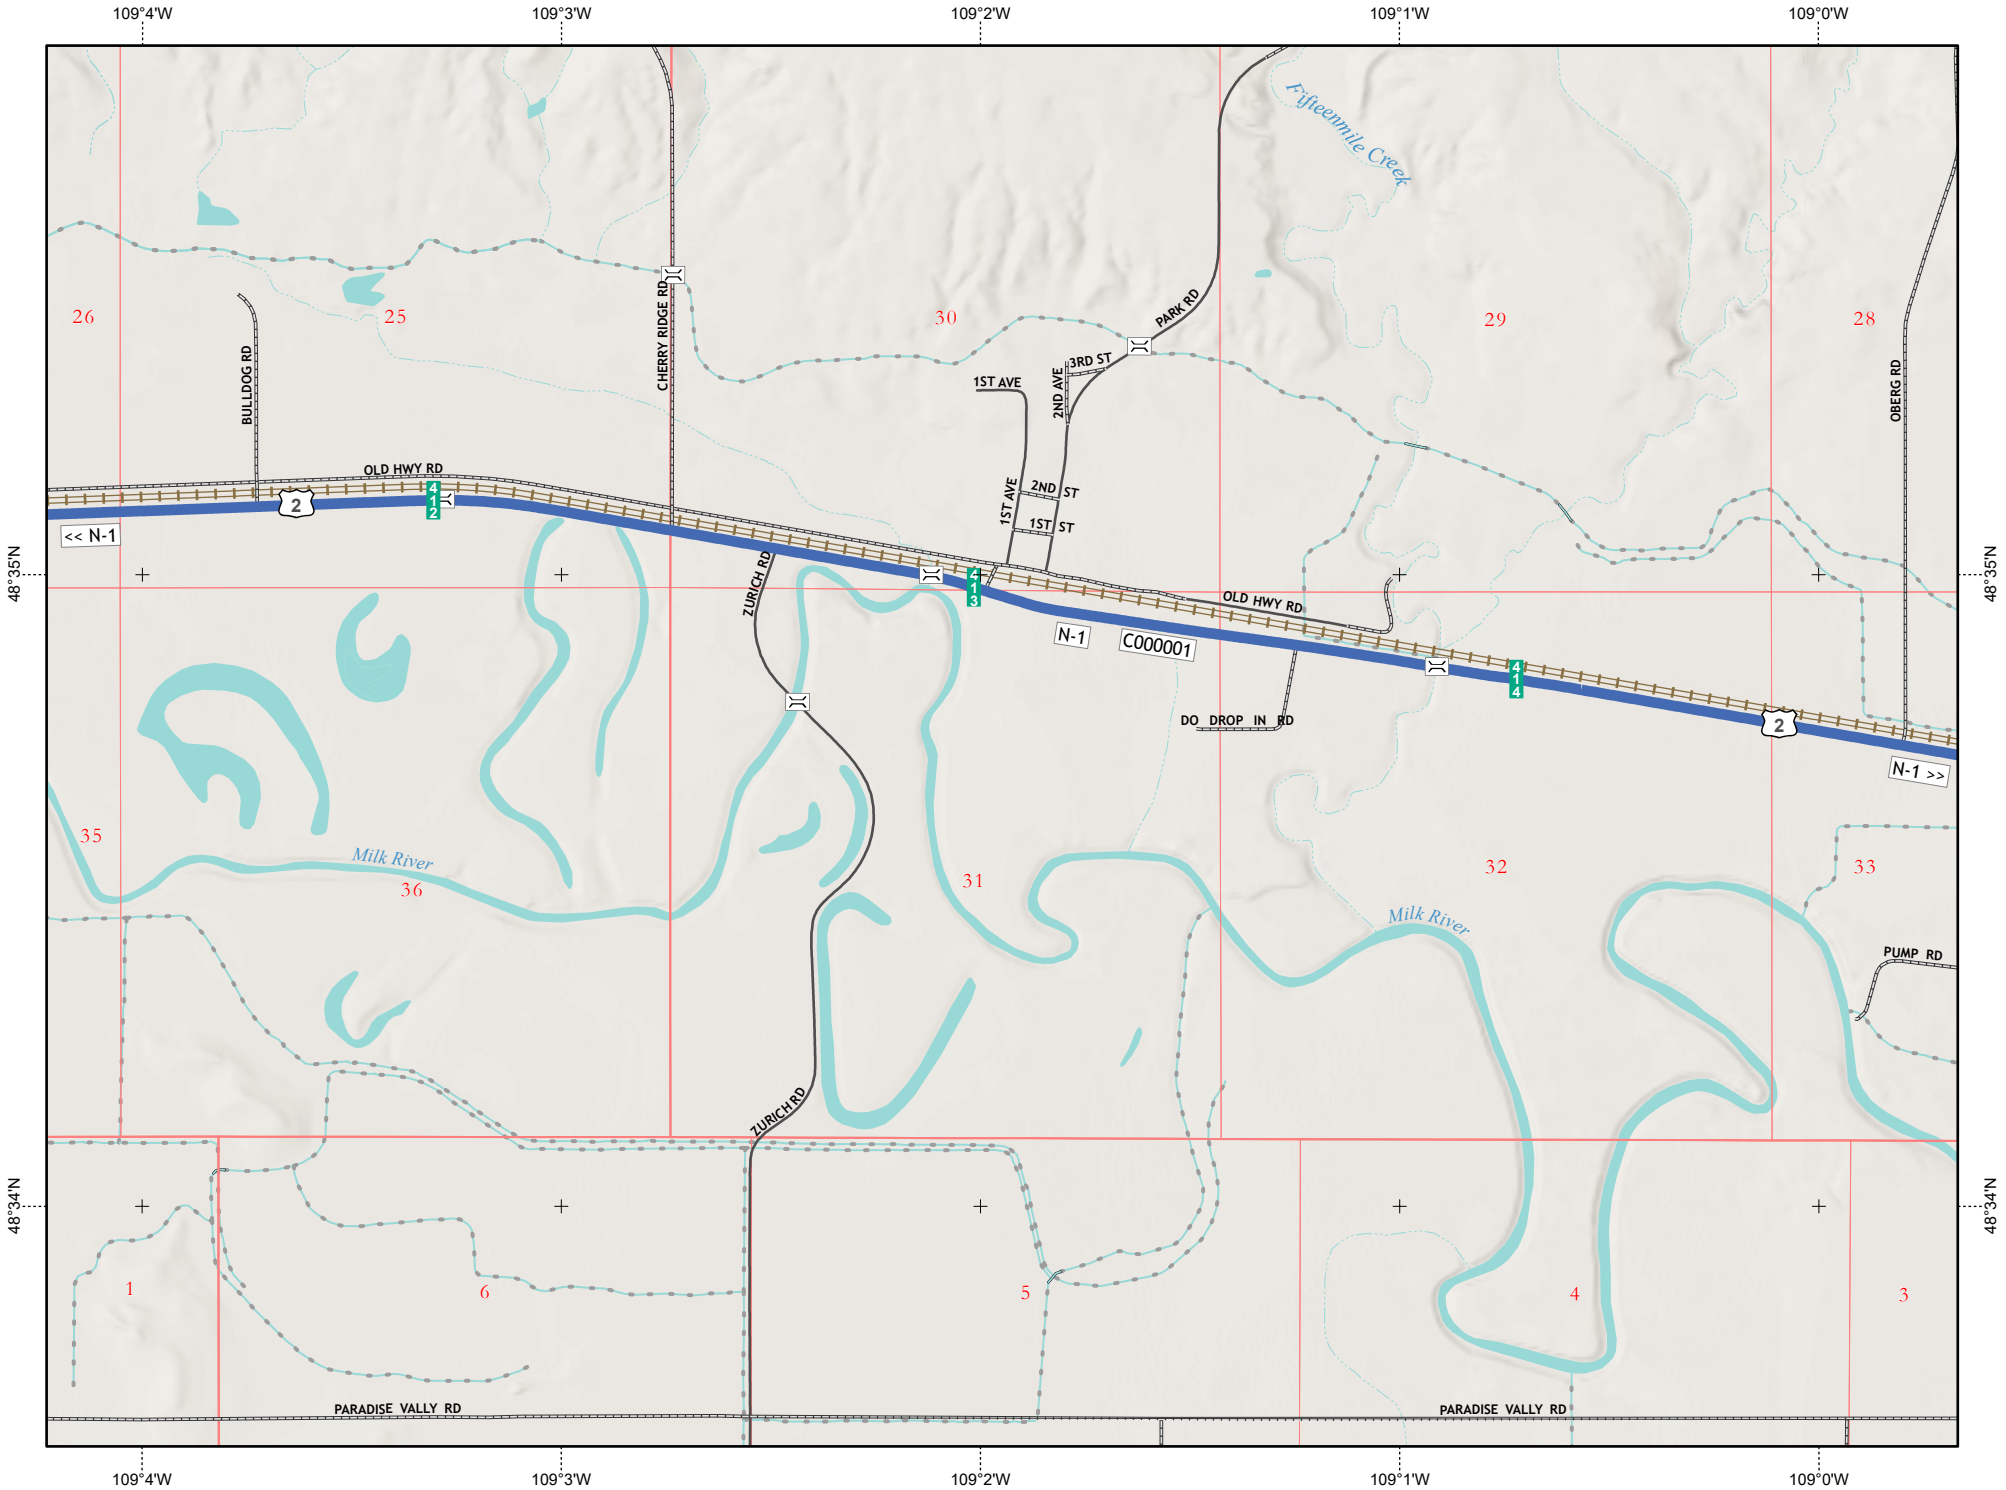 109°4'W
109°3'W
109°2'W
109°1'W
109°0'W
Fifteenmile Creek
26
25
30
29
28
CHERRY RIDGE RD
PARK RD
BULLDOG RD
1ST AVE
2ND AVE
3RD ST
OBERG RD
OLD HWY RD
2
412
<< N-1
1ST AVE
2ND ST
1ST ST
48°35'N
48°35'N
ZURICH RD
413
OLD HWY RD
N-1
C000001
414
DO DROP IN RD
2
N-1 >>
35
Milk River
36
31
32
33
Milk River
PUMP RD
ZURICH RD
48°34'N
48°34'N
1
6
5
4
3
PARADISE VALLY RD
PARADISE VALLY RD
109°4'W
109°3'W
109°2'W
109°1'W
109°0'W